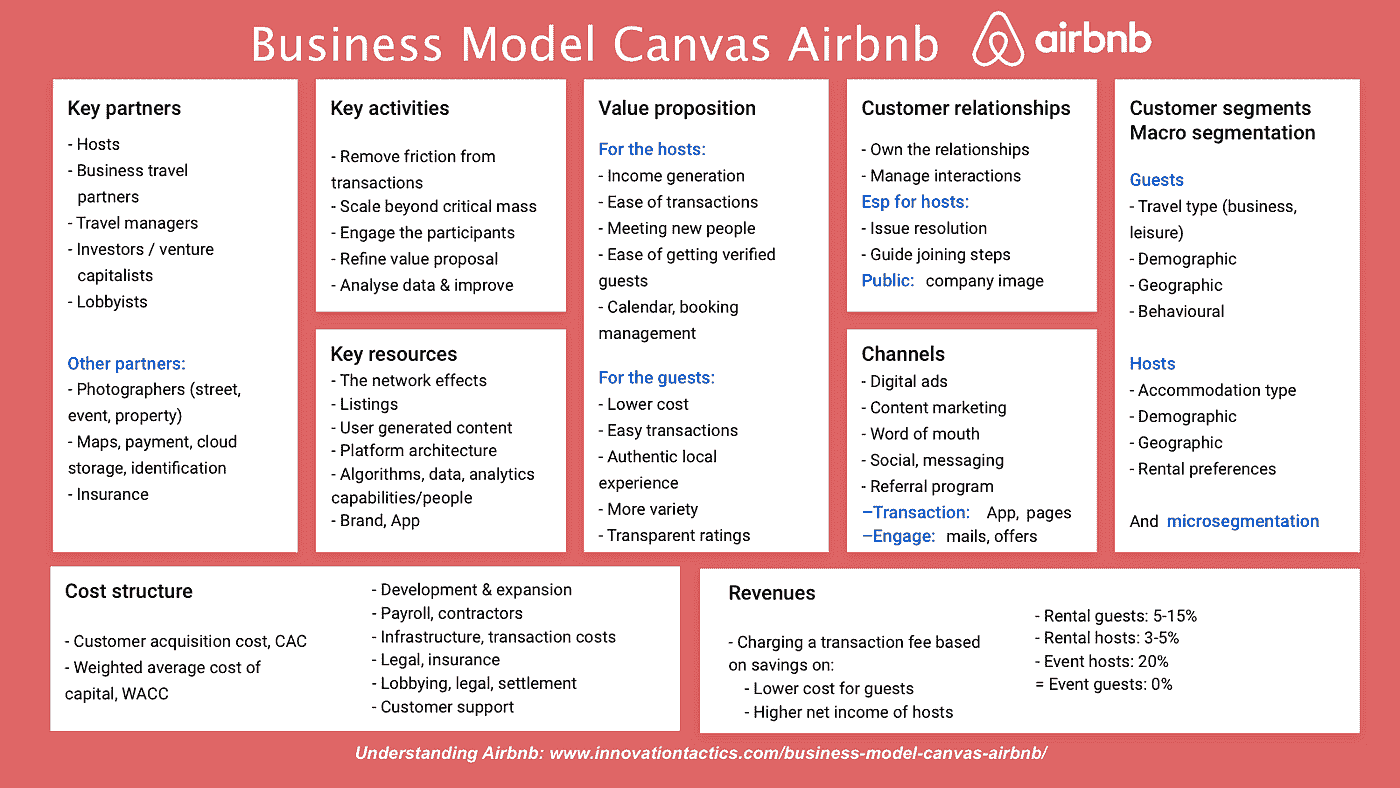 Business Model Canvas Airbnb
airbnb
Key partners
- Hosts
- Business travel
partners
- Travel managers
- Investors / venture
capitalists
- Lobbyists
Other partners:
- Photographers (street,
event, property)
- Maps, payment, cloud
storage, identification
- Insurance
Key activities
- Remove friction from
transactions
- Scale beyond critical mass
- Engage the participants
- Refine value proposal
- Analyse data & improve
Key resources
- The network effects
- Listings
- User generated content
- Platform architecture
- Algorithms, data, analytics
capabilities/people
- Brand, App
Value proposition
For the hosts:
- Income generation
- Ease of transactions
- Meeting new people
- Ease of getting verified
guests
- Calendar, booking
management
For the guests:
- Lower cost
- Easy transactions
- Authentic local
experience
- More variety
- Transparent ratings
Customer relationships
- Own the relationships
- Manage interactions
Esp for hosts:
- Issue resolution
- Guide joining steps
Public: company image
Channels
- Digital ads
- Content marketing
- Word of mouth
- Social, messaging
- Referral program
–Transaction: App, pages
–Engage: mails, offers
Customer segments
Macro segmentation
Guests
- Travel type (business,
leisure)
- Demographic
- Geographic
- Behavioural
Hosts
- Accommodation type
- Demographic
- Geographic
- Rental preferences
And microsegmentation
Cost structure
- Customer acquisition cost, CAC
- Weighted average cost of
capital, WACC
- Development & expansion
- Payroll, contractors
- Infrastructure, transaction costs
- Legal, insurance
- Lobbying, legal, settlement
- Customer support
Revenues
- Charging a transaction fee based
on savings on:
- Lower cost for guests
- Higher net income of hosts
- Rental guests: 5-15%
- Rental hosts: 3-5%
- Event hosts: 20%
= Event guests: 0%
Understanding Airbnb: www.innovationtactics.com/business-model-canvas-airbnb/